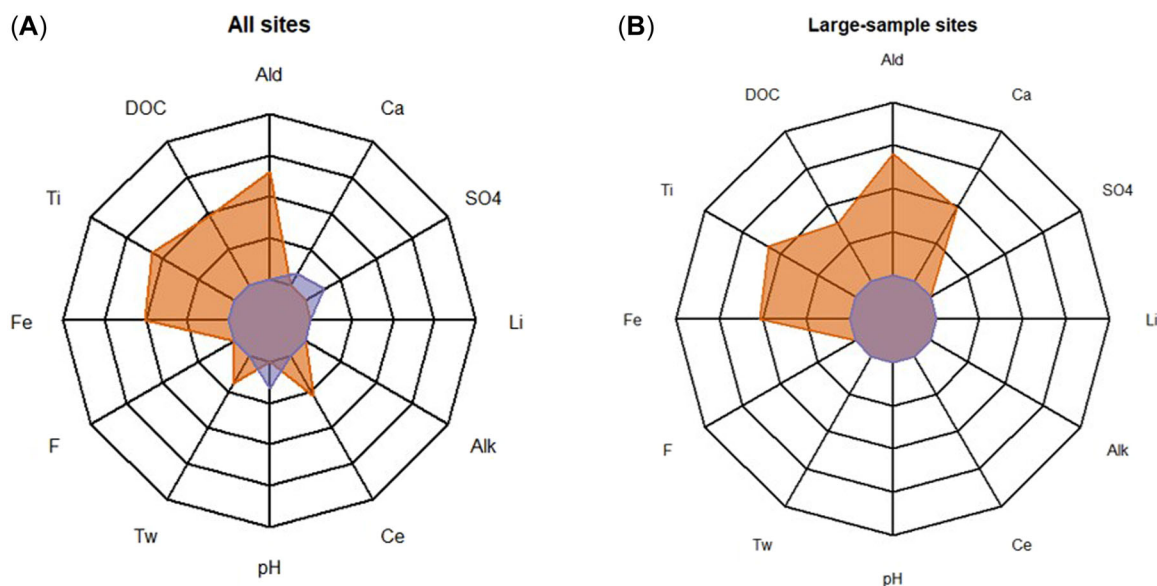 (A)
All sites
Ald
Ca
SO4
Li
Alk
Ce
pH
Tw
F
Fe
Ti
DOC
(B)
Large-sample sites
Ald
Ca
SO4
Li
Alk
Ce
pH
Tw
F
Fe
Ti
DOC